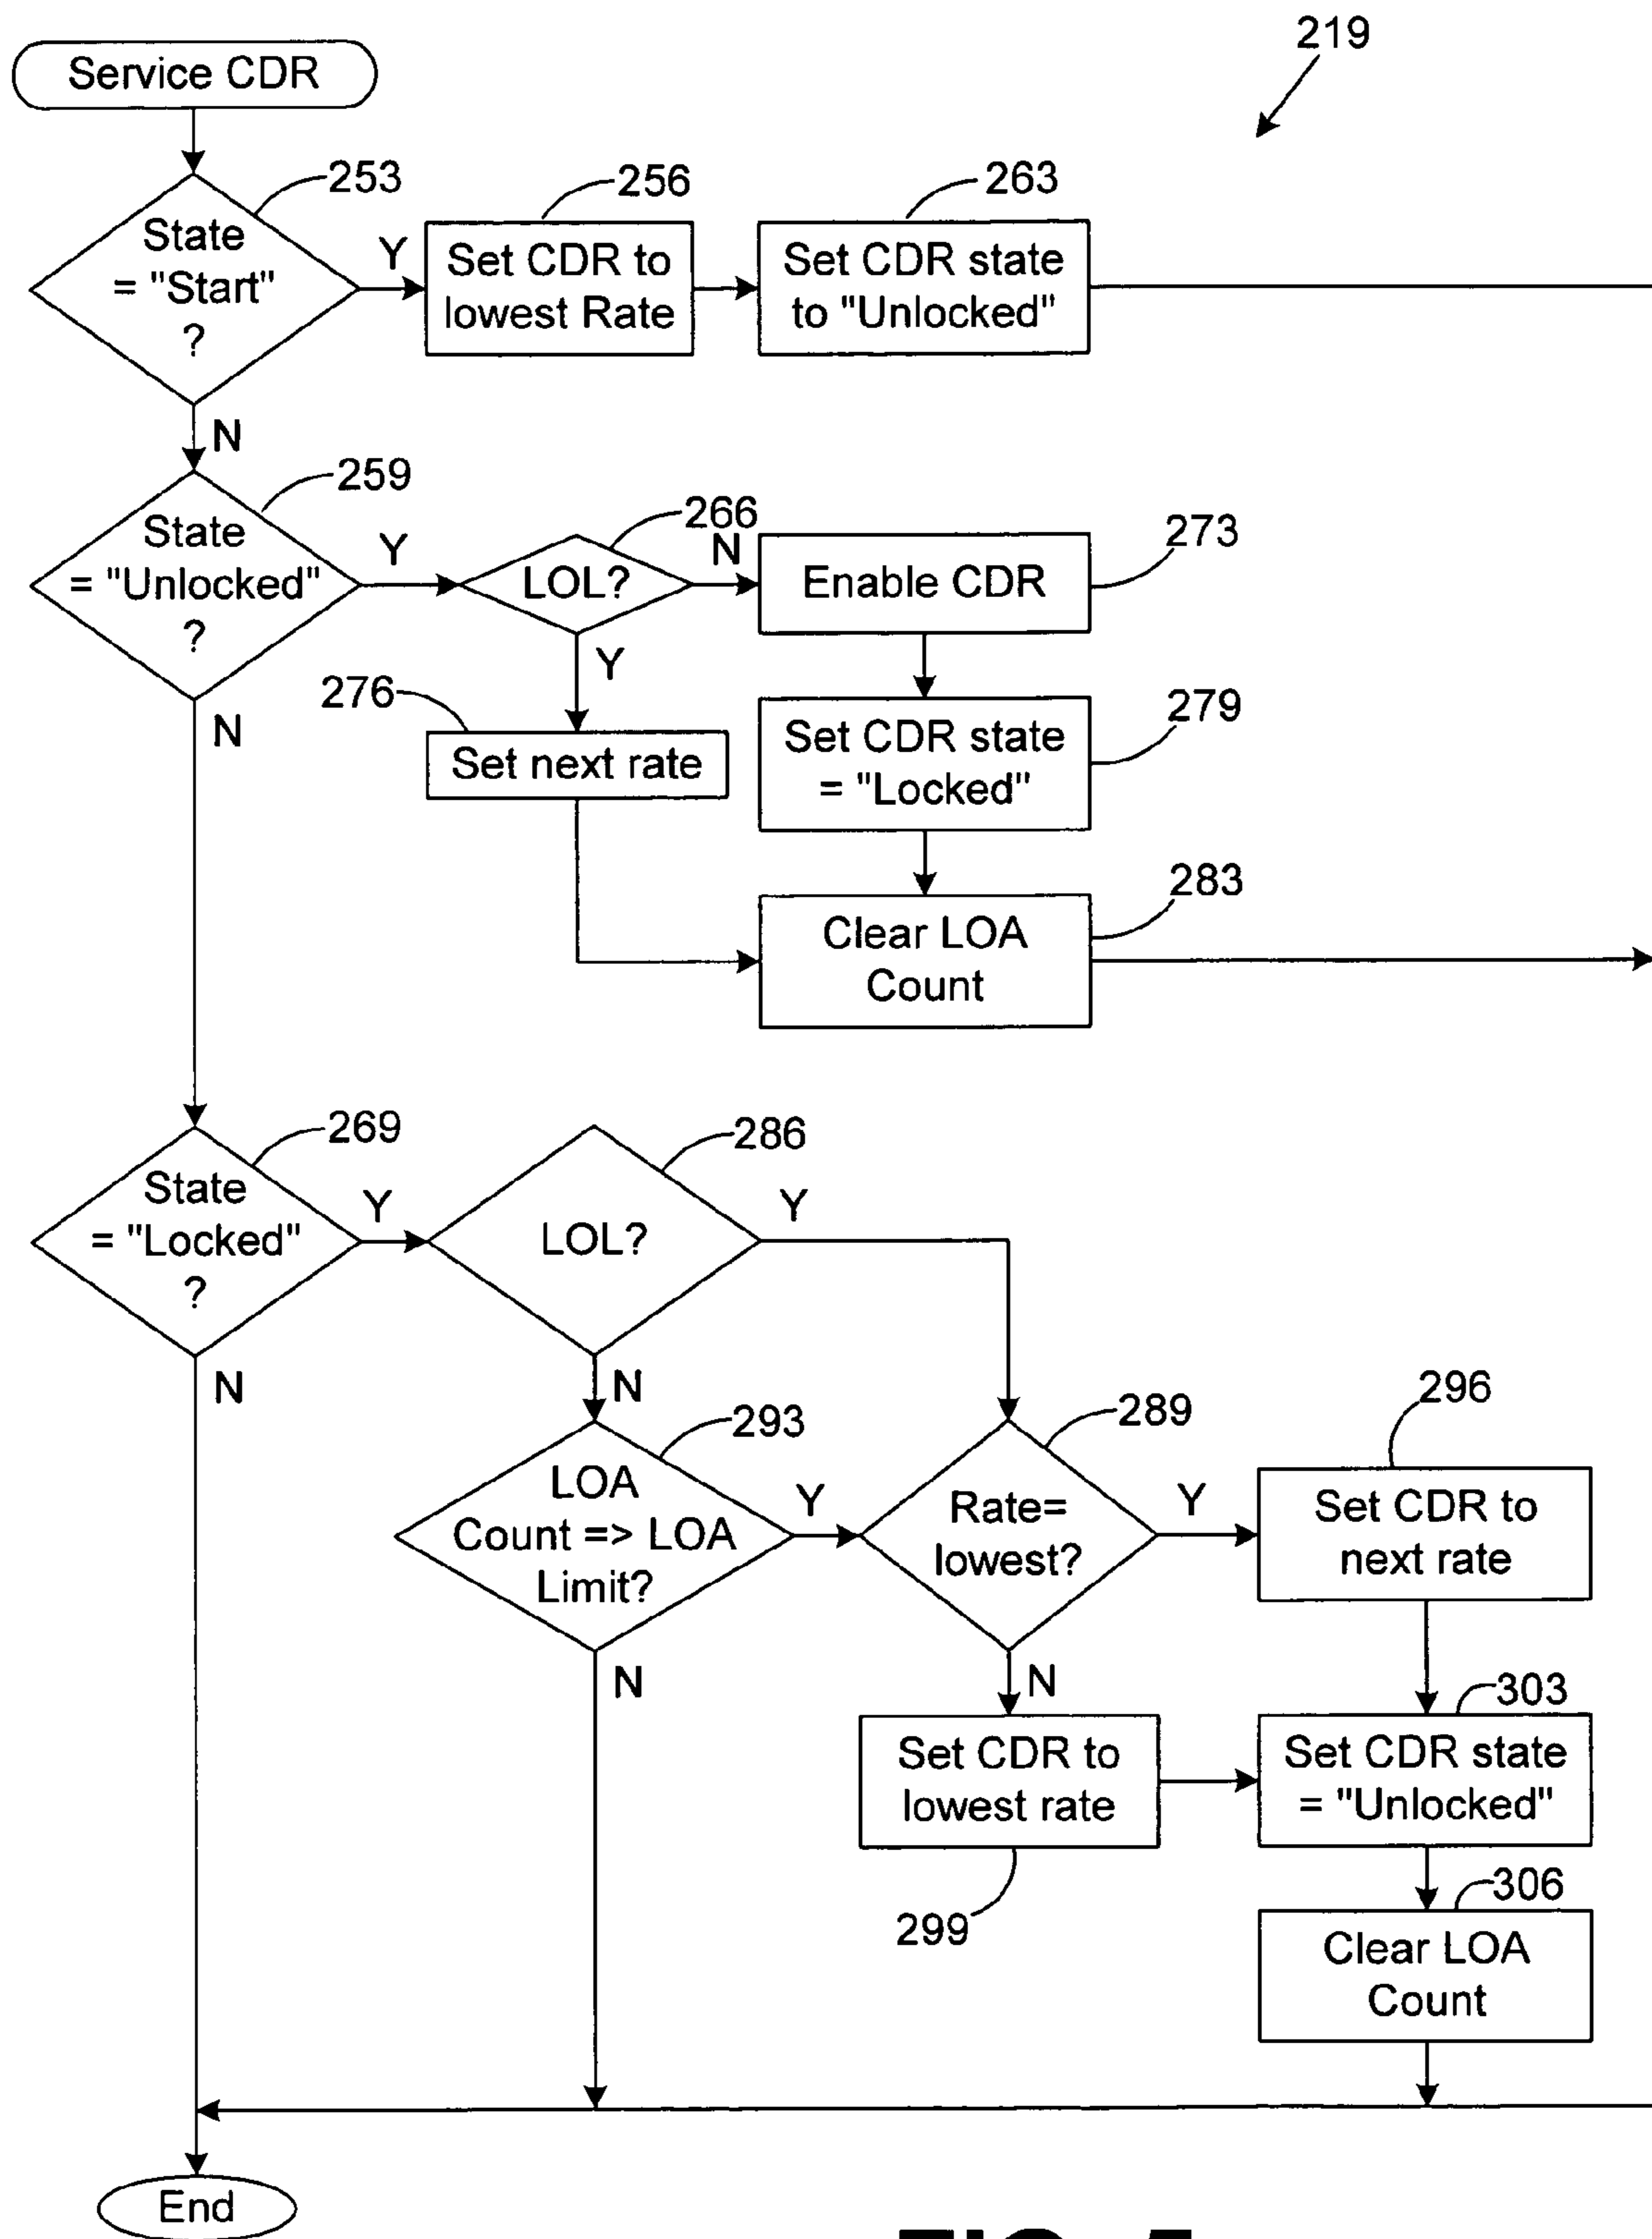 219
Service CDR
253
State
= "Start"
?
Y
256
Set CDR to
lowest Rate
263
Set CDR state
to "Unlocked"
N
259
State
= "Unlocked"
?
Y
266
LOL?
N
273
Enable CDR
Y
276
Set next rate
279
Set CDR state
= "Locked"
283
Clear LOA
Count
N
269
State
= "Locked"
?
Y
286
LOL?
Y
N
N
293
LOA
Count => LOA
Limit?
Y
289
Rate=
lowest?
Y
296
Set CDR to
next rate
N
N
299
Set CDR to
lowest rate
303
Set CDR state
= "Unlocked"
306
Clear LOA
Count
End